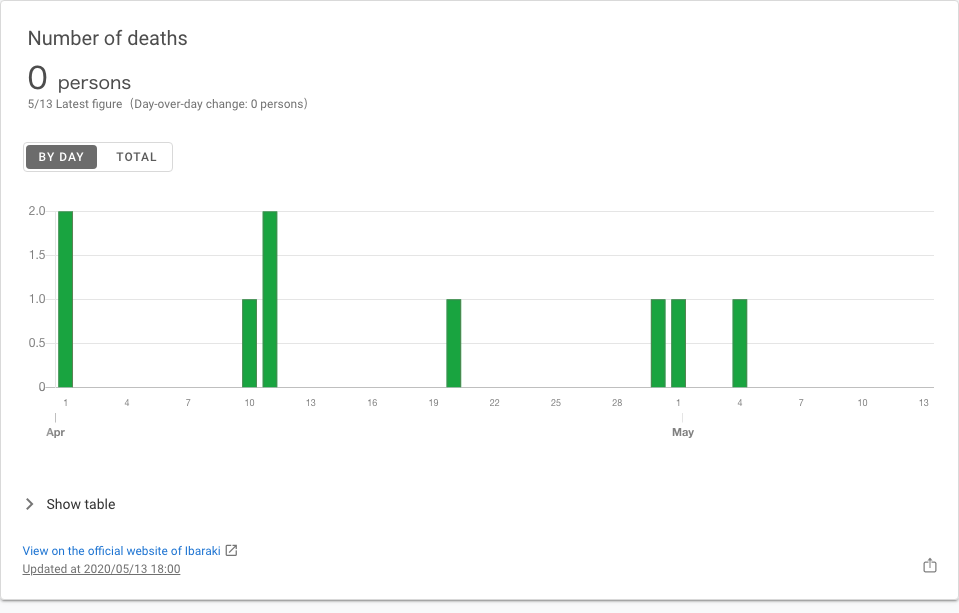 Number of deaths
0 persons
5/13 Latest figure（Day-over-day change: 0 persons）
BY DAY TOTAL
2.0
1.5
1.0
0.5
0
1 4 7 10 13 16 19 22 25 28 1 4 7 10 13
Apr May
Show table
View on the official website of Ibaraki
Updated at 2020/05/13 18:00